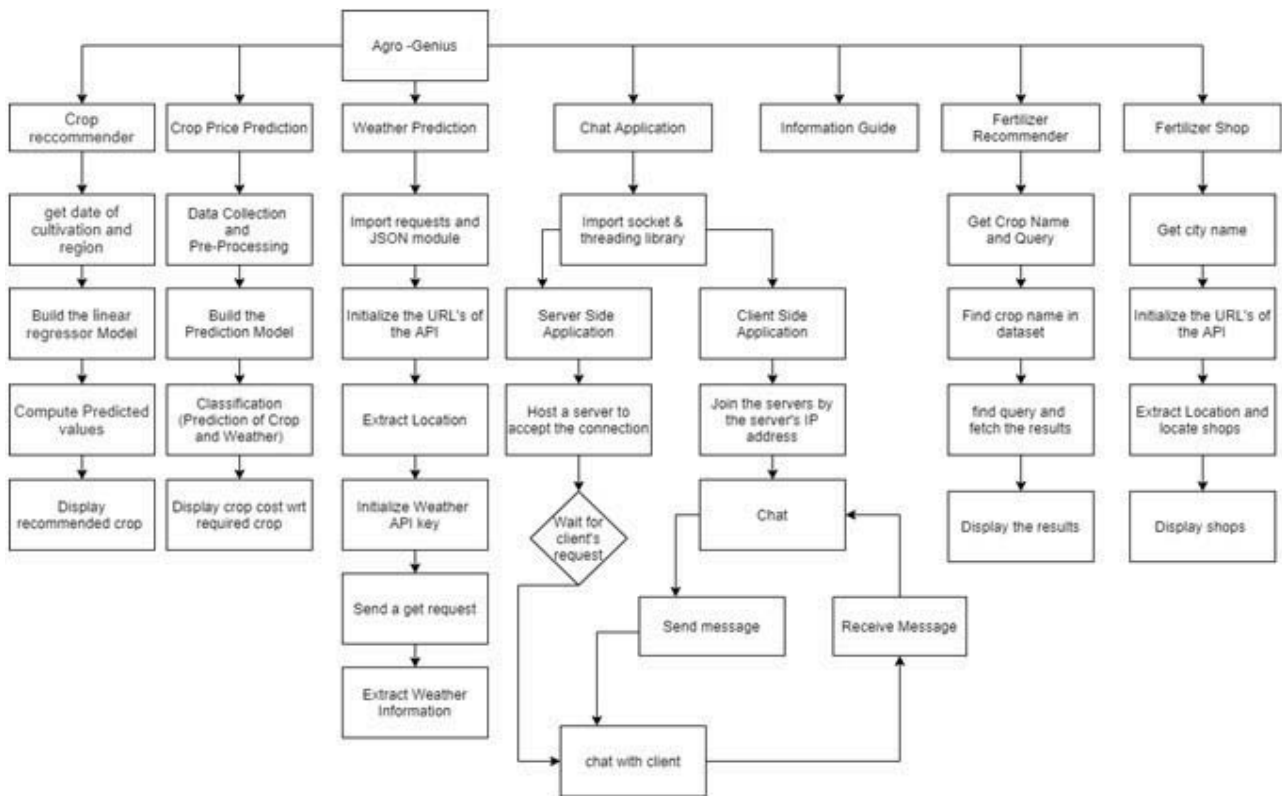 Agro -Genius
Crop
reccommender
Crop Price Prediction
Weather Prediction
Chat Application
Information Guide
Fertilizer
Recommender
Fertilizer Shop
get date of
cultivation and
region
Data Collection
and
Pre-Processing
Import requests and
JSON module
Import socket &
threading library
Get Crop Name
and Query
Get city name
Build the linear
regressor Model
Build the
Prediction Model
Initialize the URL's of
the API
Server Side
Application
Client Side
Application
Find crop name in
dataset
Initialize the URL's
of the API
Compute Predicted
values
Classification
(Prediction of Crop
and Weather)
Extract Location
Host a server to
accept the connection
Join the servers by
the server's IP
address
find query and
fetch the results
Extract Location and
locate shops
Display
recommended crop
Display crop cost wrt
required crop
Initialize Weather
API key
Wait for
client's
request
Chat
Display the results
Display shops
Send a get request
Send message
Receive Message
Extract Weather
Information
chat with client